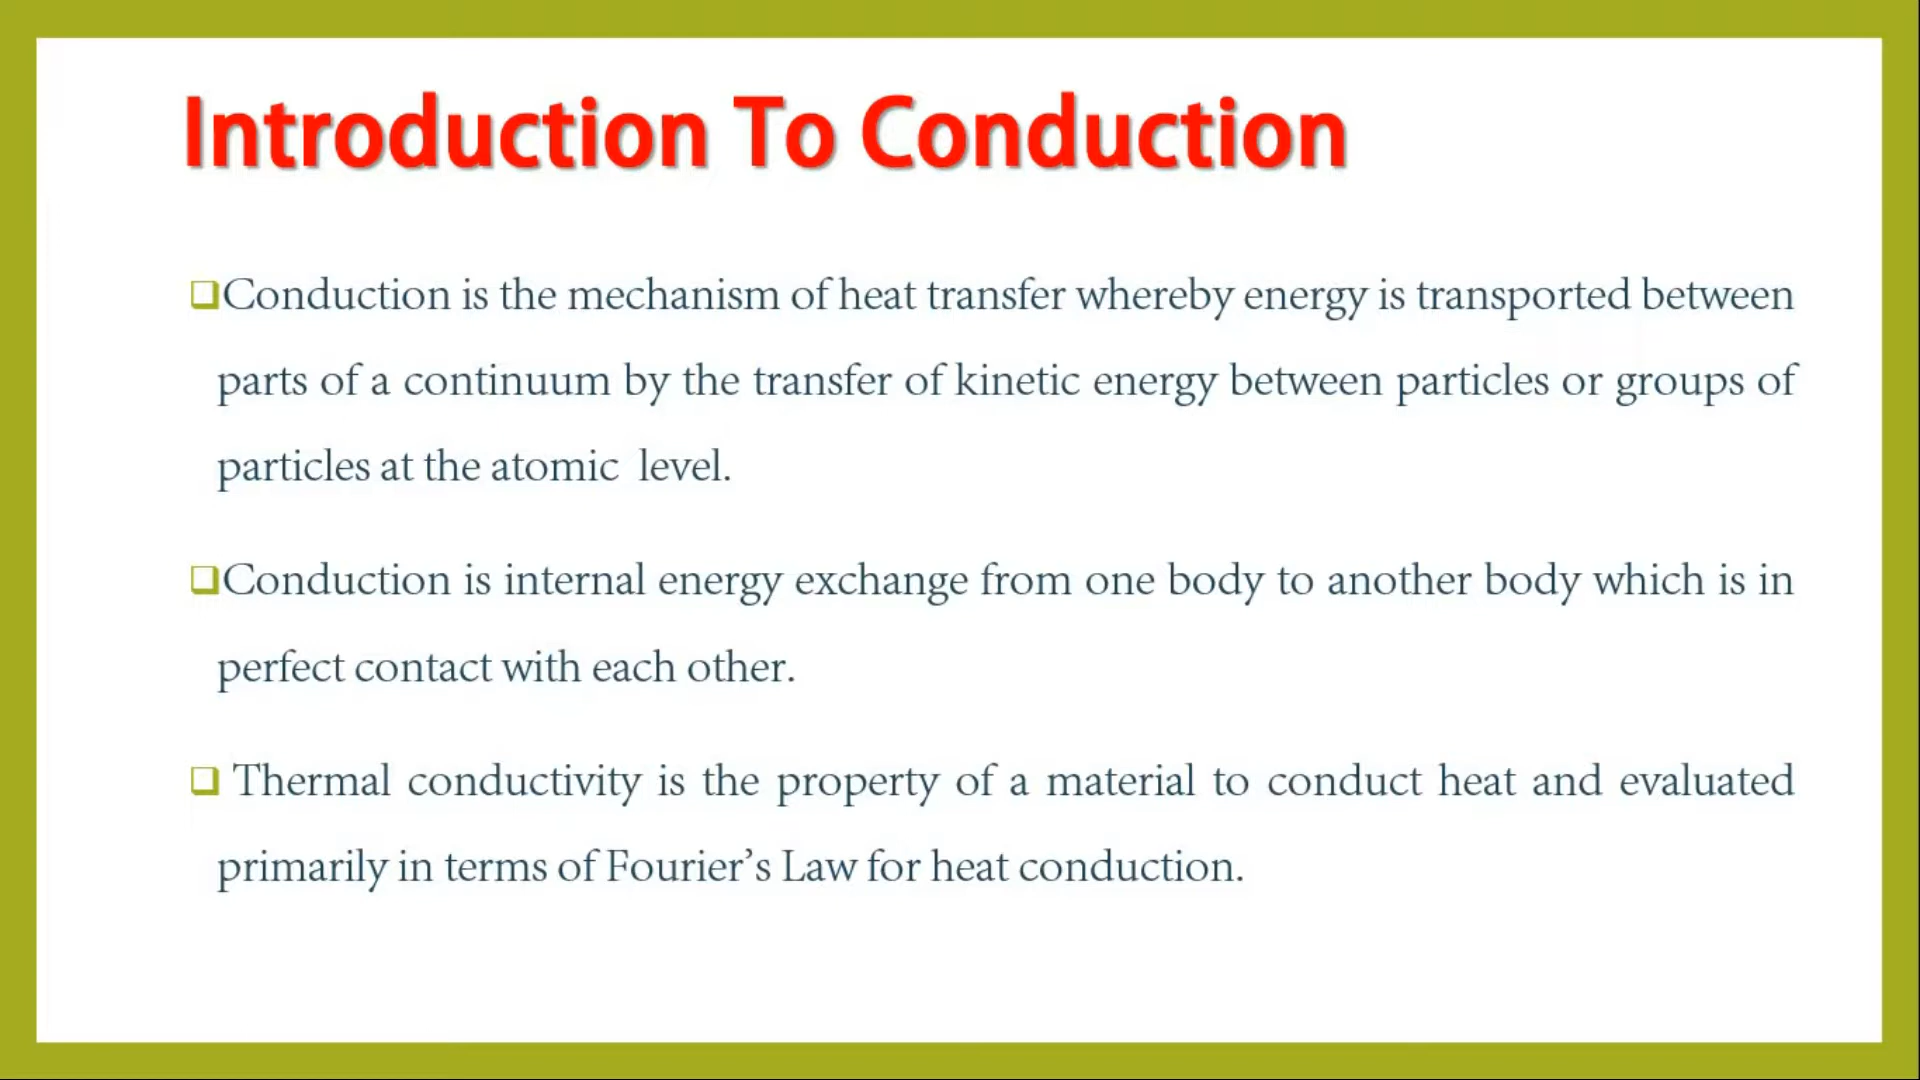 Introduction To Conduction
❑Conduction is the mechanism of heat transfer whereby energy is transported between
parts of a continuum by the transfer of kinetic energy between particles or groups of
particles at the atomic level.
❑Conduction is internal energy exchange from one body to another body which is in
perfect contact with each other.
❑ Thermal conductivity is the property of a material to conduct heat and evaluated
primarily in terms of Fourier’s Law for heat conduction.